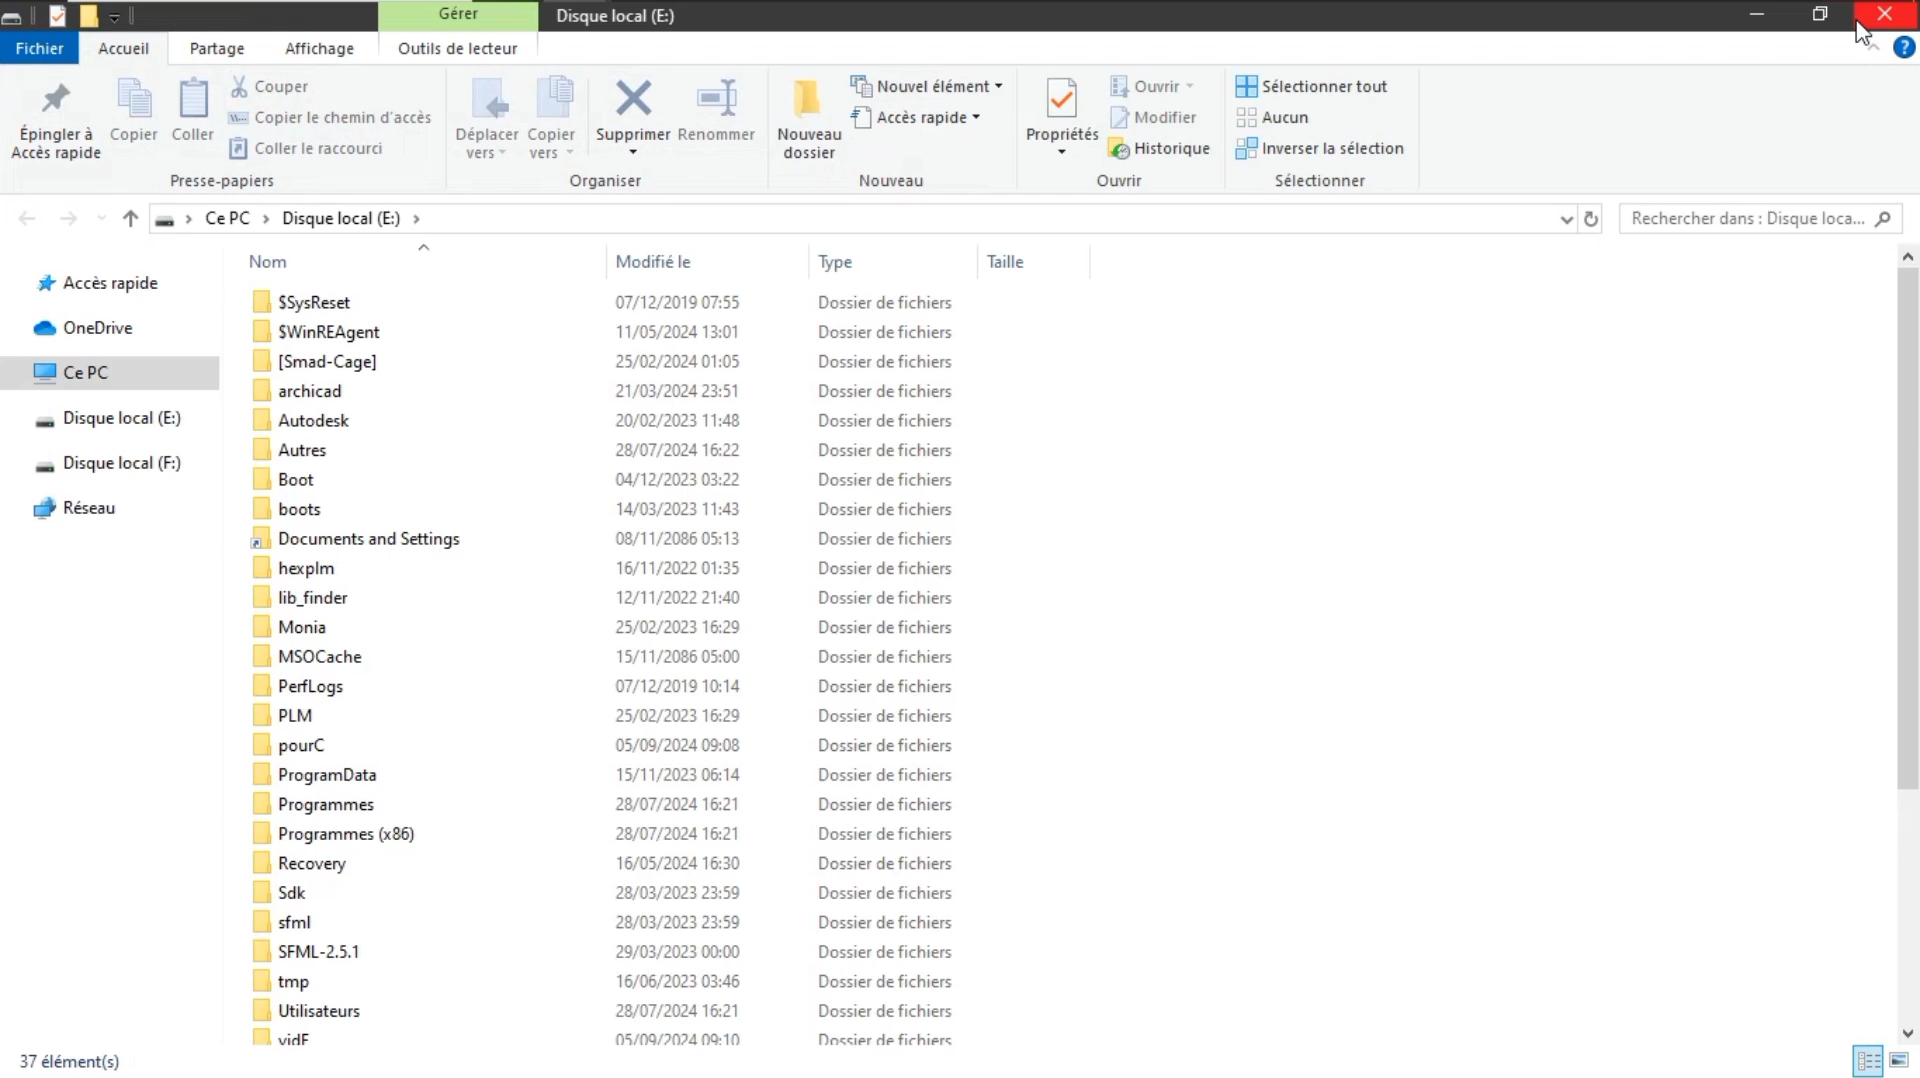 Gérer
Disque local (E:)
Fichier
Accueil
Partage
Affichage
Outils de lecteur
?
Épingler à
Accès rapide
Copier
Coller
Couper
Copier le chemin d'accès
Coller le raccourci
Déplacer
vers
Copier
vers
Supprimer
Renommer
Nouveau
dossier
Nouvel élément
Accès rapide
Propriétés
Ouvrir
Modifier
Historique
Sélectionner tout
Aucun
Inverser la sélection
Presse-papiers
Organiser
Nouveau
Ouvrir
Sélectionner
Ce PC
Disque local (E:)
Rechercher dans : Disque loca...
Accès rapide
OneDrive
Ce PC
Disque local (E:)
Disque local (F:)
Réseau
Nom Modifié le Type Taille
$SysReset 07/12/2019 07:55 Dossier de fichiers
$WinREAgent 11/05/2024 13:01 Dossier de fichiers
[Smad-Cage] 25/02/2024 01:05 Dossier de fichiers
archicad 21/03/2024 23:51 Dossier de fichiers
Autodesk 20/02/2023 11:48 Dossier de fichiers
Autres 28/07/2024 16:22 Dossier de fichiers
Boot 04/12/2023 03:22 Dossier de fichiers
boots 14/03/2023 11:43 Dossier de fichiers
Documents and Settings 08/11/2086 05:13 Dossier de fichiers
hexplm 16/11/2022 01:35 Dossier de fichiers
lib_finder 12/11/2022 21:40 Dossier de fichiers
Monia 25/02/2023 16:29 Dossier de fichiers
MSOCache 15/11/2086 05:00 Dossier de fichiers
PerfLogs 07/12/2019 10:14 Dossier de fichiers
PLM 25/02/2023 16:29 Dossier de fichiers
pourC 05/09/2024 09:08 Dossier de fichiers
ProgramData 15/11/2023 06:14 Dossier de fichiers
Programmes 28/07/2024 16:21 Dossier de fichiers
Programmes (x86) 28/07/2024 16:21 Dossier de fichiers
Recovery 16/05/2024 16:30 Dossier de fichiers
Sdk 28/03/2023 23:59 Dossier de fichiers
sfml 28/03/2023 23:59 Dossier de fichiers
SFML-2.5.1 29/03/2023 00:00 Dossier de fichiers
tmp 16/06/2023 03:46 Dossier de fichiers
Utilisateurs 28/07/2024 16:21 Dossier de fichiers
05/09/2024 09:10 Dossier de fichiers
37 élément(s)